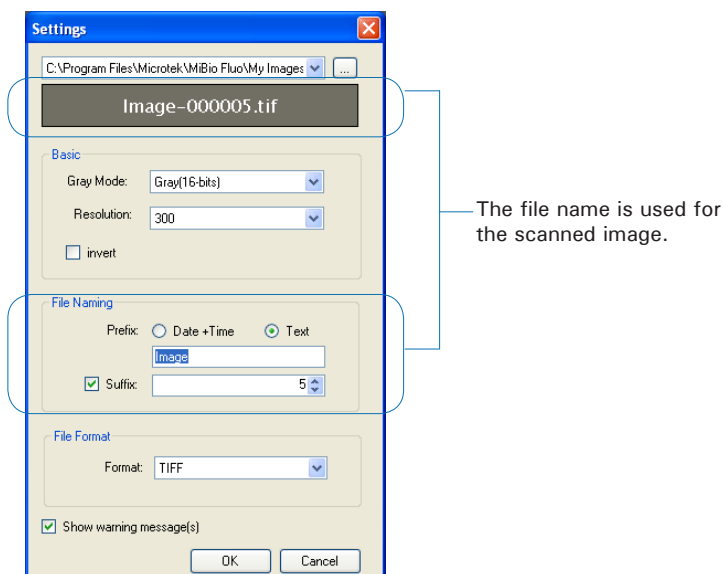 Settings
C:\Program Files\Microtek\MiBio Fluo\My Images ...
Image-000005.tif
Basic
Gray Mode: Gray(16-bits)
Resolution: 300
invert
The file name is used for
the scanned image.
File Naming
Prefix: Date +Time Text
Image
Suffix: 5
File Format
Format: TIFF
Show warning message(s)
OK Cancel